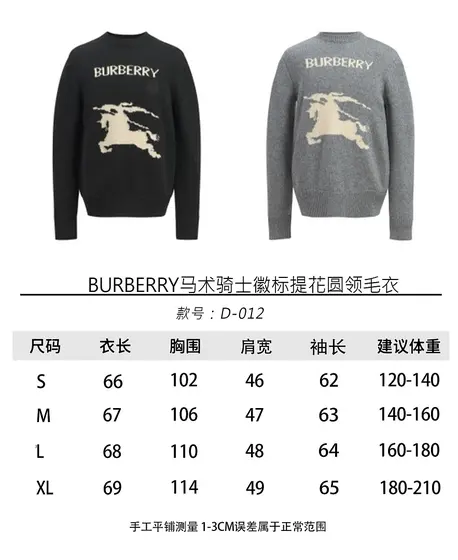 BURBERRY BURBERRY
BURBERRY马术骑士徽标提花圆领毛衣
款号：D-012
尺码 衣长 胸围 肩宽 袖长 建议体重
S 66 102 46 62 120-140
M 67 106 47 63 140-160
L 68 110 48 64 160-180
XL 69 114 49 65 180-210
手工平铺测量 1-3CM误差属于正常范围